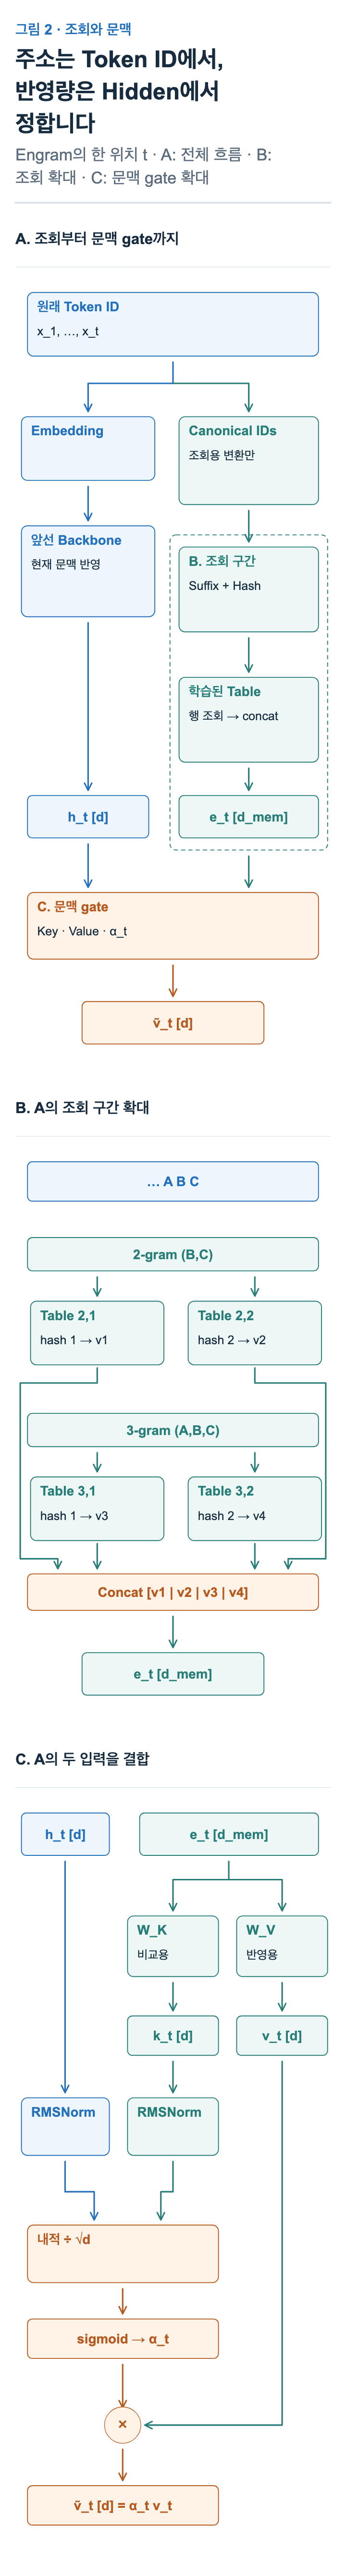 그림 2 · 조회와 문맥
주소는 Token ID에서,
반영량은 Hidden에서
정합니다
Engram의 한 위치 t · A: 전체 흐름 · B:
조회 확대 · C: 문맥 gate 확대
A. 조회부터 문맥 gate까지
원래 Token ID
x_1, …, x_t
Embedding
Canonical IDs
조회용 변환만
앞선 Backbone
현재 문맥 반영
B. 조회 구간
Suffix + Hash
학습된 Table
행 조회 → concat
h_t [d]
e_t [d_mem]
C. 문맥 gate
Key · Value · α_t
ṽ_t [d]
B. A의 조회 구간 확대
… A B C
2-gram (B,C)
Table 2,1
hash 1 → v1
Table 2,2
hash 2 → v2
3-gram (A,B,C)
Table 3,1
hash 1 → v3
Table 3,2
hash 2 → v4
Concat [v1 | v2 | v3 | v4]
e_t [d_mem]
C. A의 두 입력을 결합
h_t [d]
e_t [d_mem]
W_K
비교용
W_V
반영용
k_t [d]
v_t [d]
RMSNorm
RMSNorm
내적 ÷ √d
sigmoid → α_t
×
ṽ_t [d] = α_t v_t